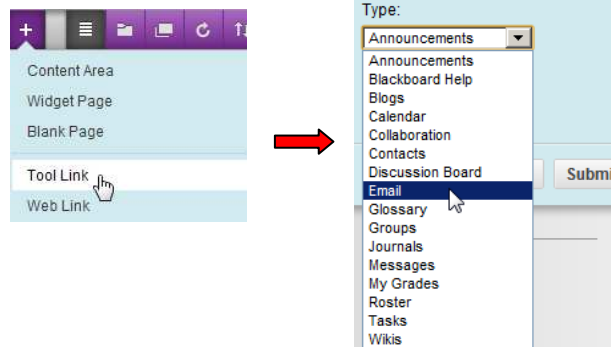 Content Area
Widget Page
Blank Page
Tool Link
Web Link
Type:
Announcements
Announcements
Blackboard Help
Blogs
Calendar
Collaboration
Contacts
Discussion Board
Email
Glossary
Groups
Journals
Messages
My Grades
Roster
Tasks
Wikis
Submi